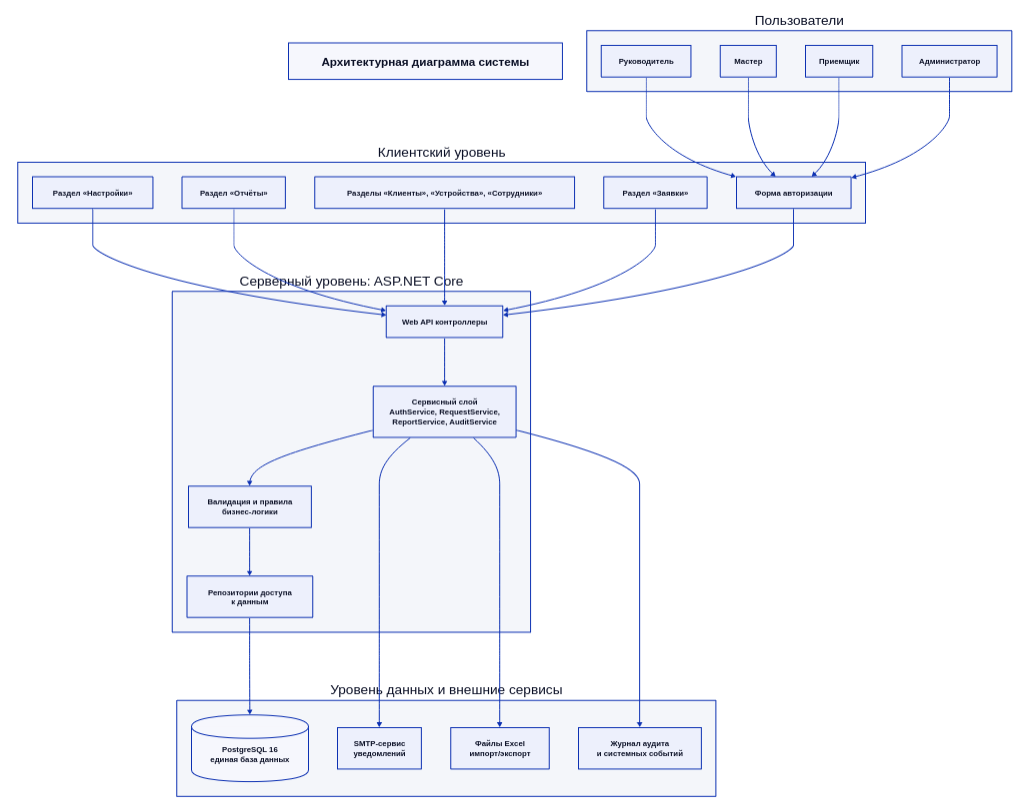 Пользователи
Архитектурная диаграмма системы
Руководитель
Мастер
Приемщик
Администратор
Клиентский уровень
Раздел «Настройки»
Раздел «Отчёты»
Разделы «Клиенты», «Устройства», «Сотрудники»
Раздел «Заявки»
Форма авторизации
Серверный уровень: ASP.NET Core
Web API контроллеры
Сервисный слой
AuthService, RequestService,
ReportService, AuditService
Валидация и правила
бизнес-логики
Репозитории доступа
к данным
Уровень данных и внешние сервисы
PostgreSQL 16
единая база данных
SMTP-сервис
уведомлений
Файлы Excel
импорт/экспорт
Журнал аудита
и системных событий